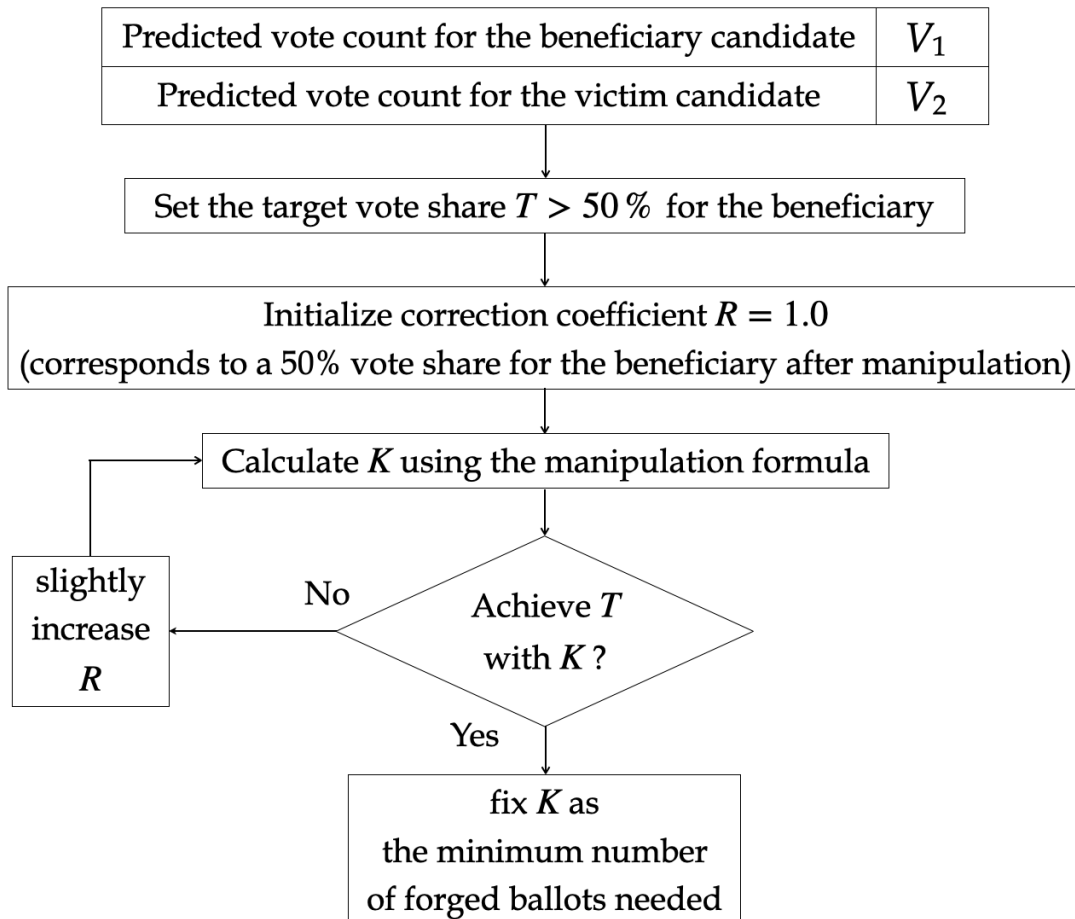 Predicted vote count for the beneficiary candidate V₁
Predicted vote count for the victim candidate V₂
Set the target vote share T > 50 % for the beneficiary
Initialize correction coefficient R = 1.0
(corresponds to a 50% vote share for the beneficiary after manipulation)
Calculate K using the manipulation formula
slightly
increase
R
No
Achieve T
with K ?
Yes
fix K as
the minimum number
of forged ballots needed